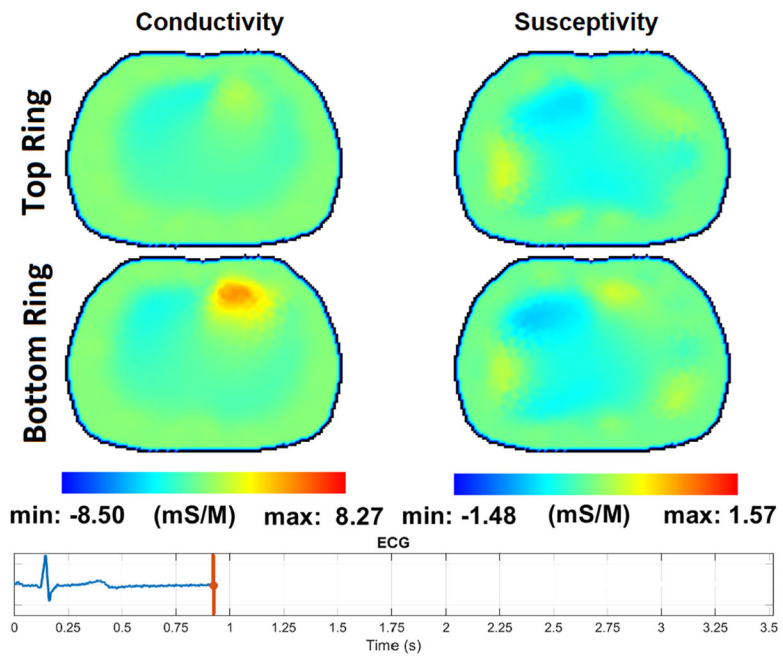 Conductivity Susceptivity
Top Ring
Bottom Ring
min: -8.50 (mS/M) max: 8.27 min: -1.48 (mS/M) max: 1.57
ECG
0 0.25 0.5 0.75 1 1.25 1.5 1.75 2 2.25 2.5 2.75 3 3.25 3.5
Time (s)